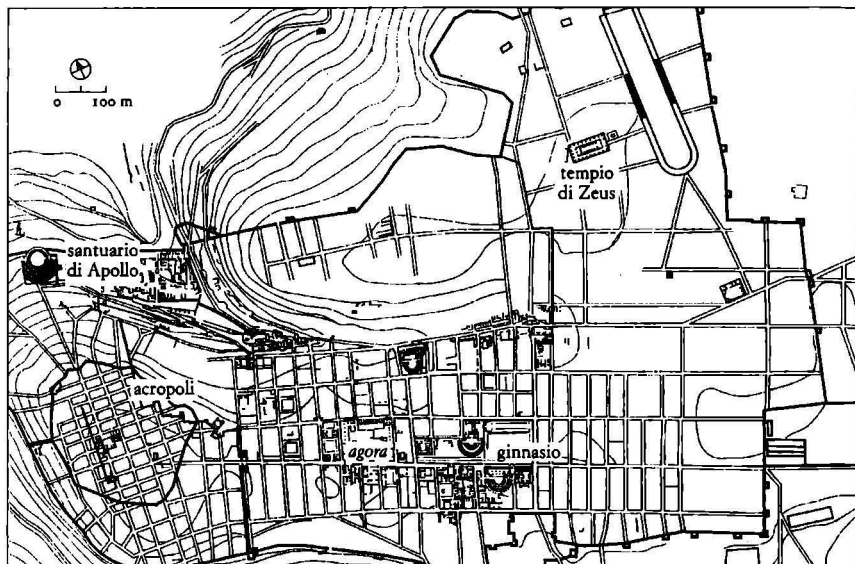 0 100 m
tempio
di Zeus
santuario
di Apollo
acropoli
agora
ginnasio